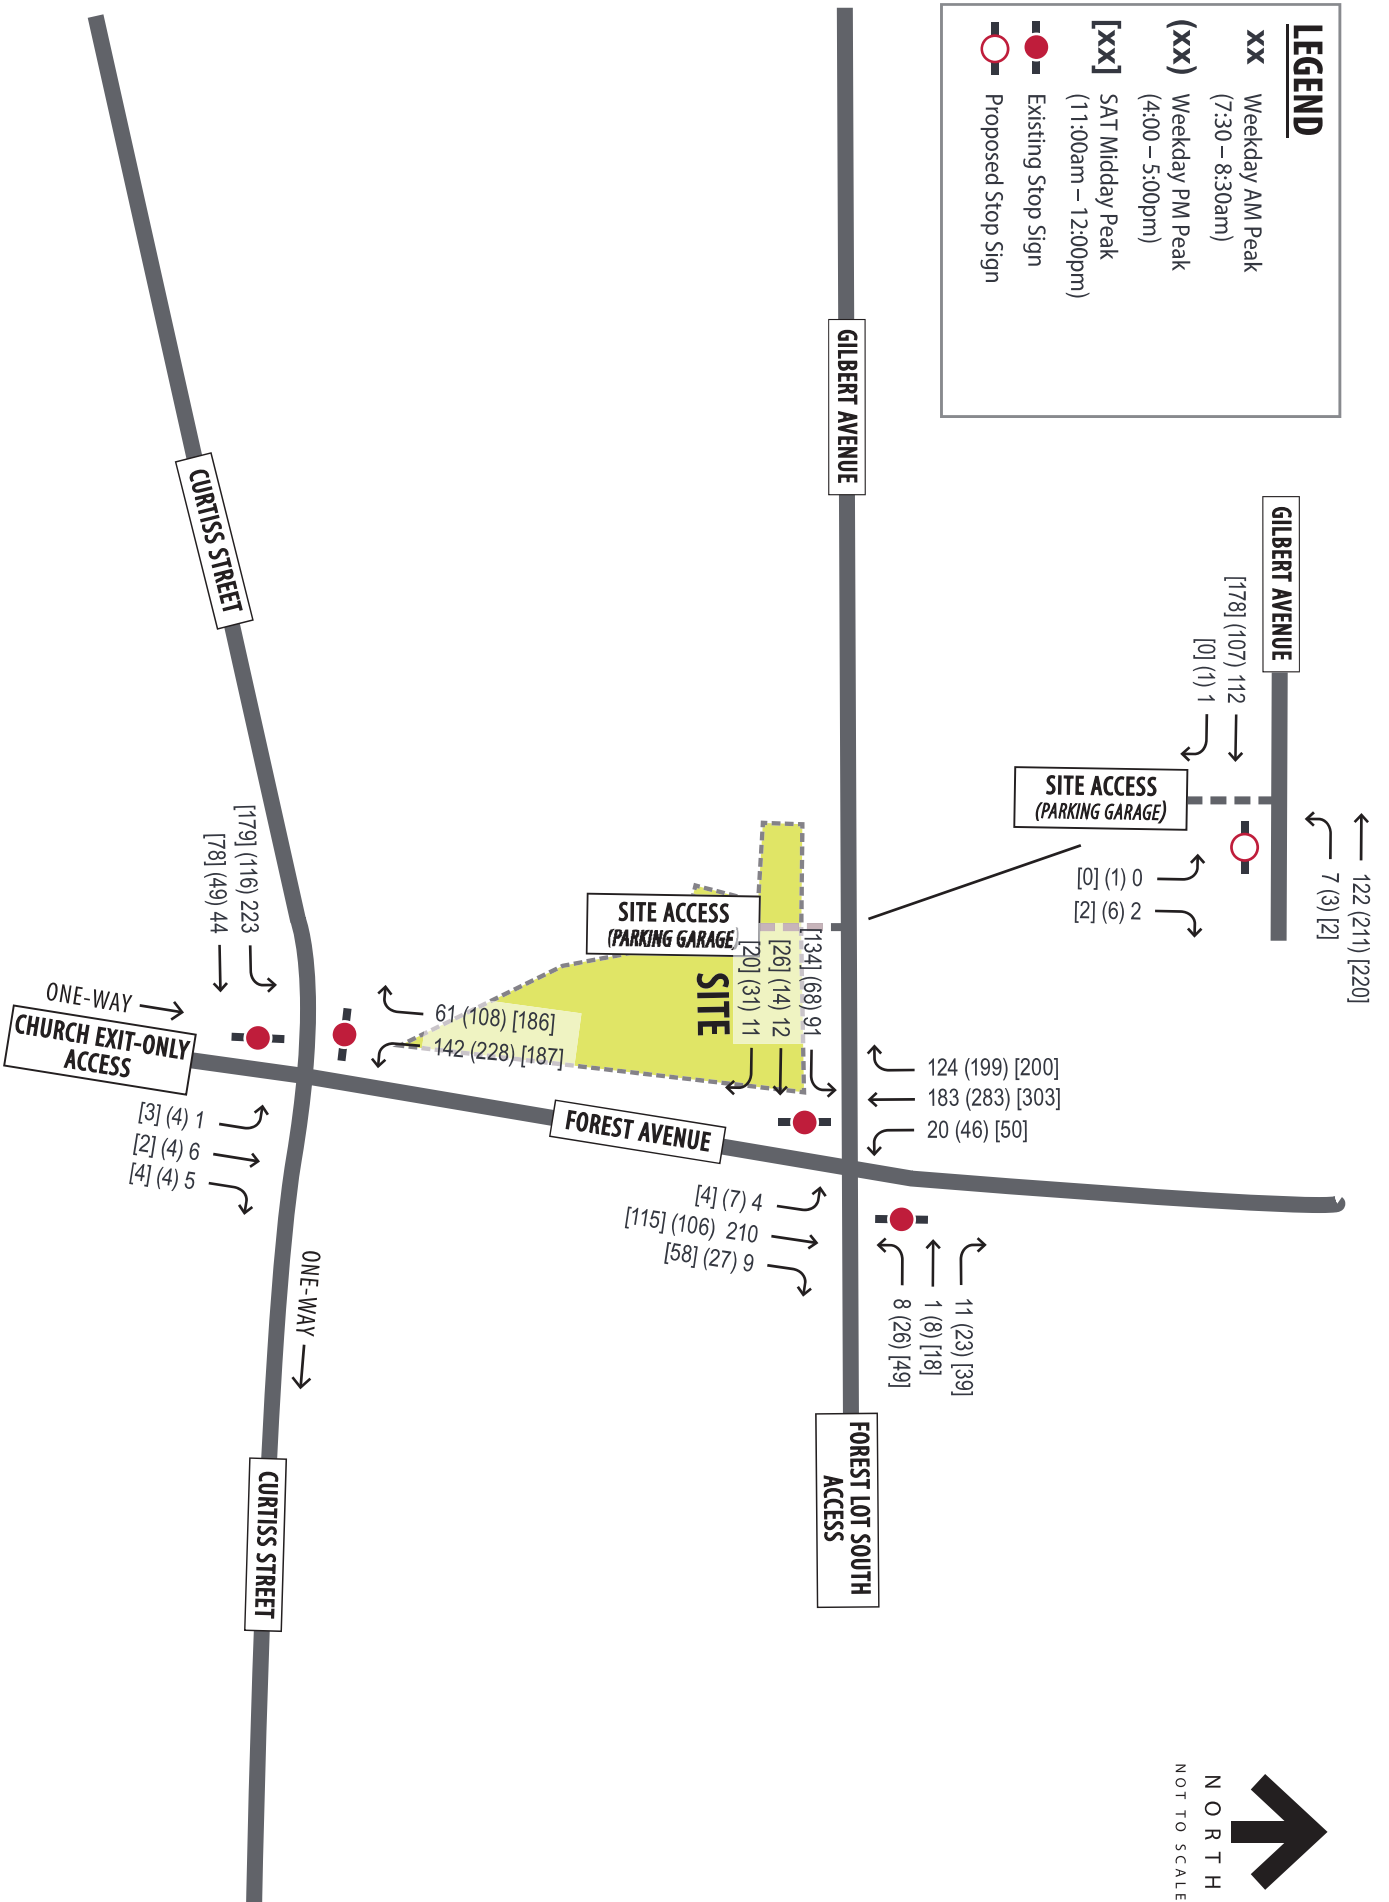 LEGEND
xx Weekday AM Peak
(7:30 – 8:30am)
(xx) Weekday PM Peak
(4:00 – 5:00pm)
[xx] SAT Midday Peak
(11:00am – 12:00pm)
Existing Stop Sign
Proposed Stop Sign
GILBERT AVENUE
[178] (107) 112
[0] (1) 1
SITE ACCESS
(PARKING GARAGE)
122 (211) [220]
7 (3) [2]
[0] (1) 0
[2] (6) 2
GILBERT AVENUE
SITE ACCESS
(PARKING GARAGE)
SITE
[134] (68) 91
[26] (14) 12
[20] (31) 11
124 (199) [200]
183 (283) [303]
20 (46) [50]
[4] (7) 4
[115] (106) 210
[58] (27) 9
11 (23) [39]
1 (8) [18]
8 (26) [49]
FOREST LOT SOUTH
ACCESS
FOREST AVENUE
CURTISS STREET
[179] (116) 223
[78] (49) 44
61 (108) [186]
142 (228) [187]
ONE-WAY
CHURCH EXIT-ONLY
ACCESS
[3] (4) 1
[2] (4) 6
[4] (4) 5
ONE-WAY
CURTISS STREET
NORTH
NOT TO SCALE